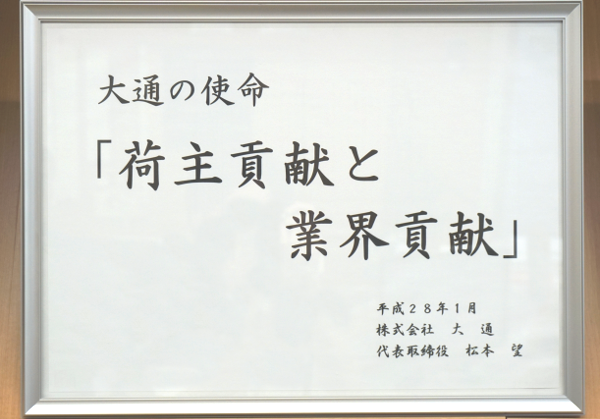 大通の使命
「荷主貢献と
業界貢献」
平成２８年１月
株式会社　大　通
代表取締役　松本　望